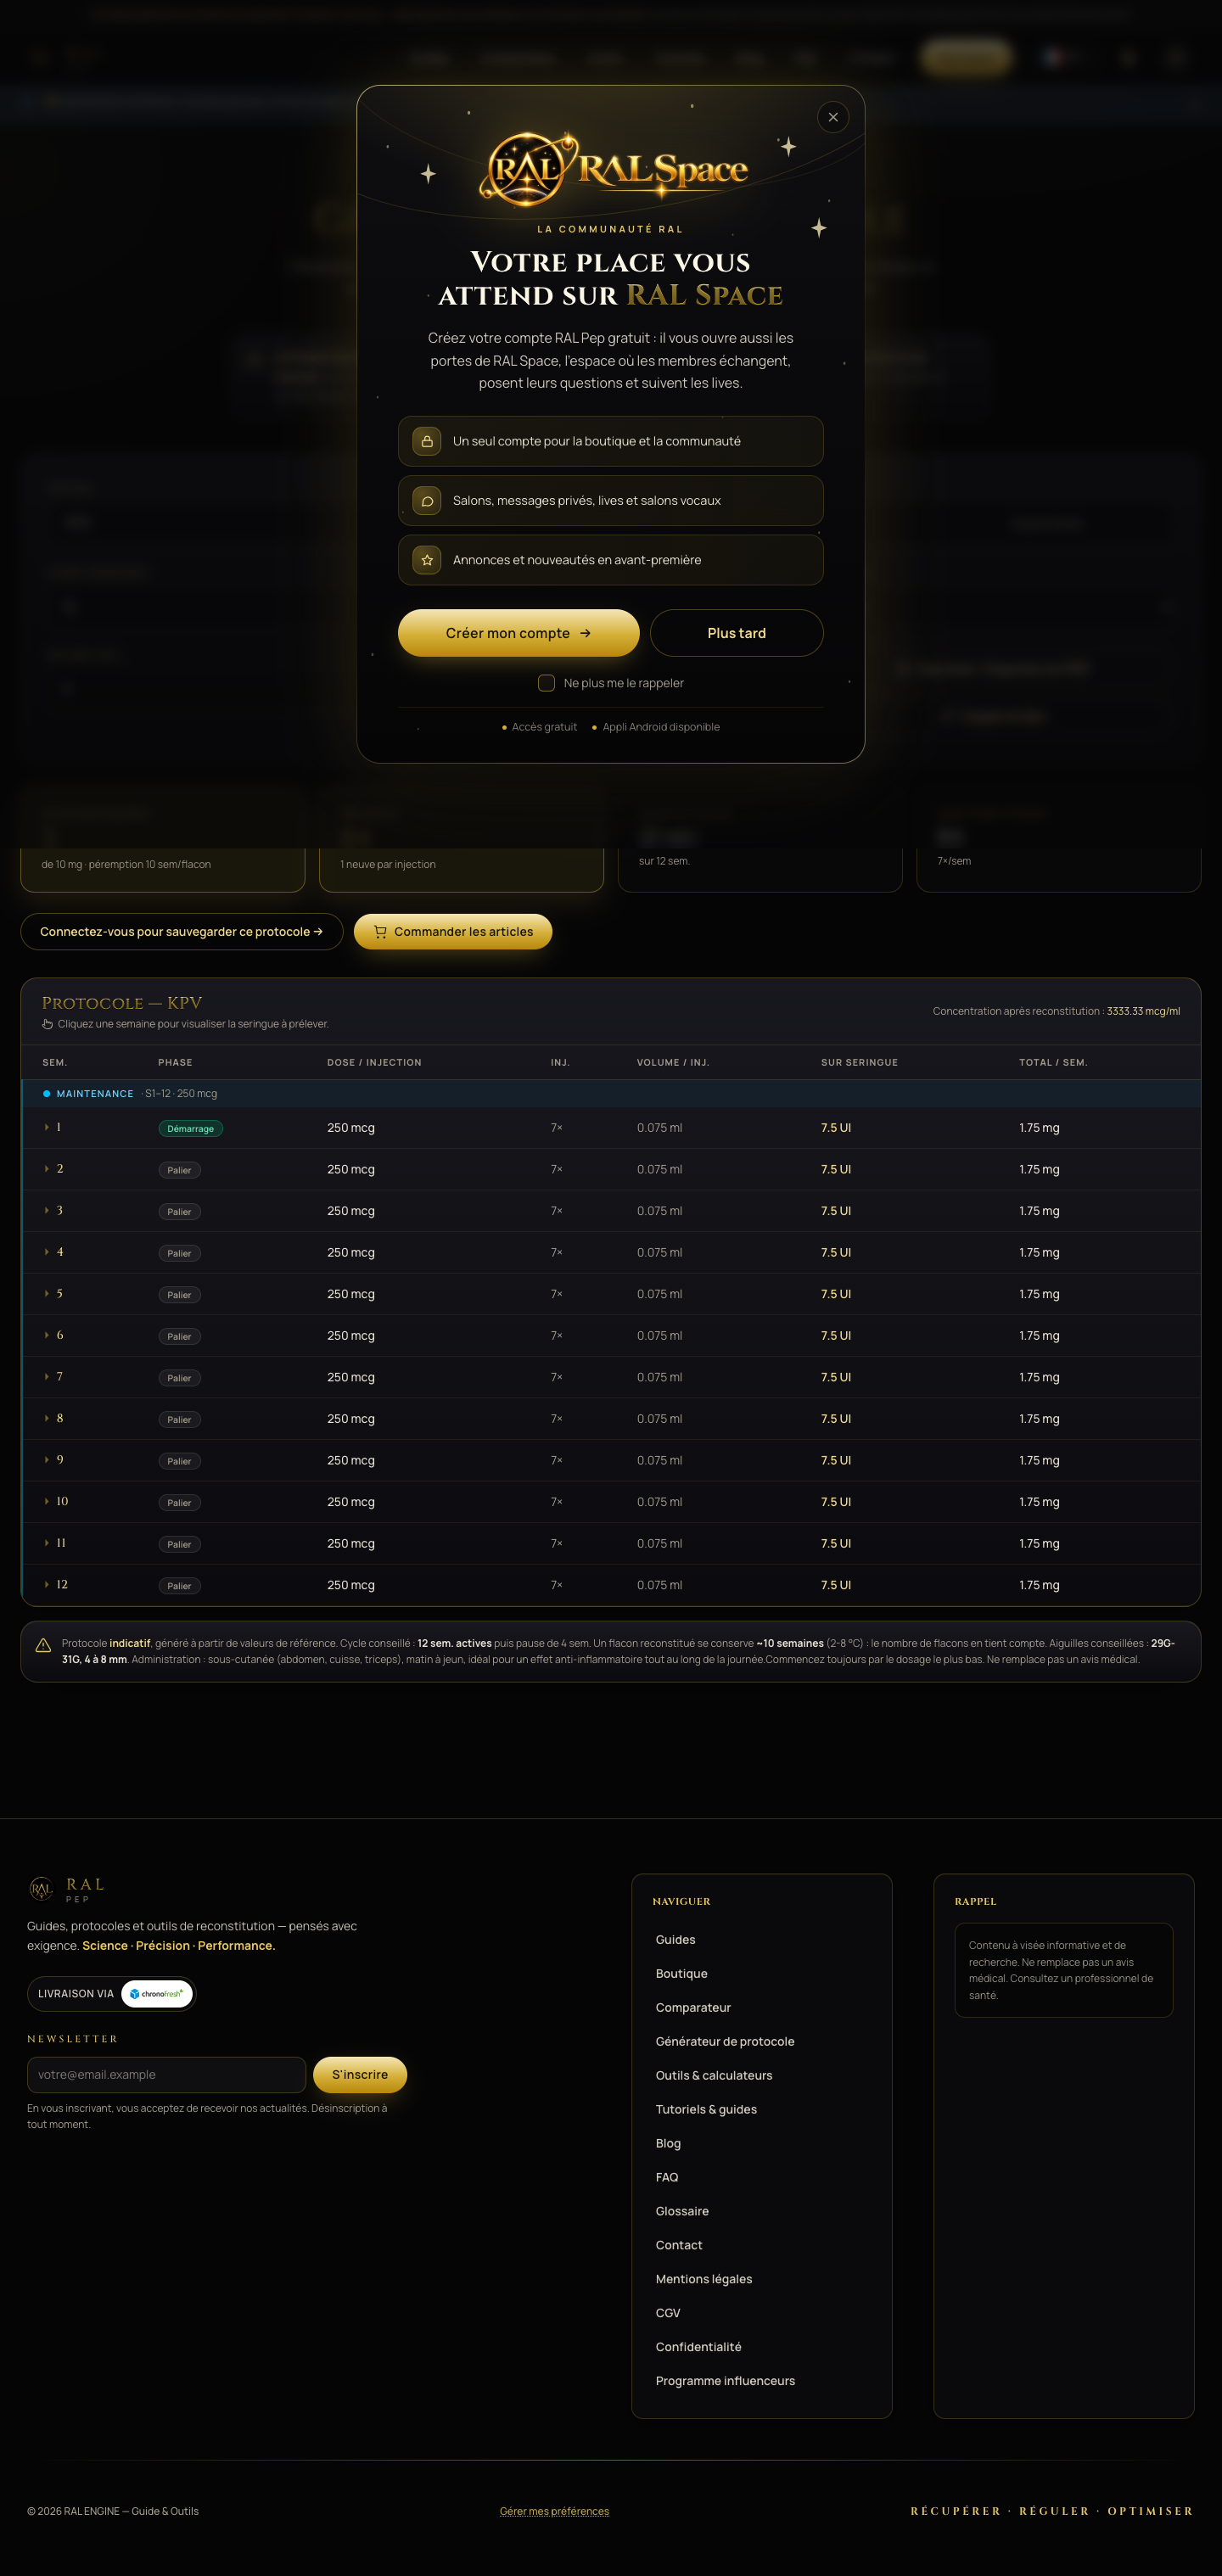 RAL RAL Space
LA COMMUNAUTÉ RAL
VOTRE PLACE VOUS
ATTEND SUR RAL SPACE
Créez votre compte RAL Pep gratuit : il vous ouvre aussi les
portes de RAL Space, l'espace où les membres échangent,
posent leurs questions et suivent les lives.
Un seul compte pour la boutique et la communauté
Salons, messages privés, lives et salons vocaux
Annonces et nouveautés en avant-première
Créer mon compte →
Plus tard
Ne plus me le rappeler
Accès gratuit
Appli Android disponible
de 10 mg · péremption 10 sem/flacon
1 neuve par injection
sur 12 sem.
7×/sem
Connectez-vous pour sauvegarder ce protocole →
Commander les articles
PROTOCOLE — KPV
Cliquez une semaine pour visualiser la seringue à prélever.
Concentration après reconstitution : 3333.33 mcg/ml
SEM. PHASE DOSE / INJECTION INJ. VOLUME / INJ. SUR SERINGUE TOTAL / SEM.
MAINTENANCE · S1–12 · 250 mcg
1 Démarrage 250 mcg 7× 0.075 ml 7.5 UI 1.75 mg
2 Palier 250 mcg 7× 0.075 ml 7.5 UI 1.75 mg
3 Palier 250 mcg 7× 0.075 ml 7.5 UI 1.75 mg
4 Palier 250 mcg 7× 0.075 ml 7.5 UI 1.75 mg
5 Palier 250 mcg 7× 0.075 ml 7.5 UI 1.75 mg
6 Palier 250 mcg 7× 0.075 ml 7.5 UI 1.75 mg
7 Palier 250 mcg 7× 0.075 ml 7.5 UI 1.75 mg
8 Palier 250 mcg 7× 0.075 ml 7.5 UI 1.75 mg
9 Palier 250 mcg 7× 0.075 ml 7.5 UI 1.75 mg
10 Palier 250 mcg 7× 0.075 ml 7.5 UI 1.75 mg
11 Palier 250 mcg 7× 0.075 ml 7.5 UI 1.75 mg
12 Palier 250 mcg 7× 0.075 ml 7.5 UI 1.75 mg
Protocole indicatif, généré à partir de valeurs de référence. Cycle conseillé : 12 sem. actives puis pause de 4 sem. Un flacon reconstitué se conserve ~10 semaines (2-8 °C) : le nombre de flacons en tient compte. Aiguilles conseillées : 29G-
31G, 4 à 8 mm. Administration : sous-cutanée (abdomen, cuisse, triceps), matin à jeun, idéal pour un effet anti-inflammatoire tout au long de la journée.Commencez toujours par le dosage le plus bas. Ne remplace pas un avis médical.
RAL
PEP
Guides, protocoles et outils de reconstitution — pensés avec
exigence. Science · Précision · Performance.
LIVRAISON VIA chronofresh
NEWSLETTER
votre@email.example
S'inscrire
En vous inscrivant, vous acceptez de recevoir nos actualités. Désinscription à
tout moment.
NAVIGUER
Guides
Boutique
Comparateur
Générateur de protocole
Outils & calculateurs
Tutoriels & guides
Blog
FAQ
Glossaire
Contact
Mentions légales
CGV
Confidentialité
Programme influenceurs
RAPPEL
Contenu à visée informative et de
recherche. Ne remplace pas un avis
médical. Consultez un professionnel de
santé.
© 2026 RAL ENGINE — Guide & Outils
Gérer mes préférences
RÉCUPÉRER · RÉGULER · OPTIMISER